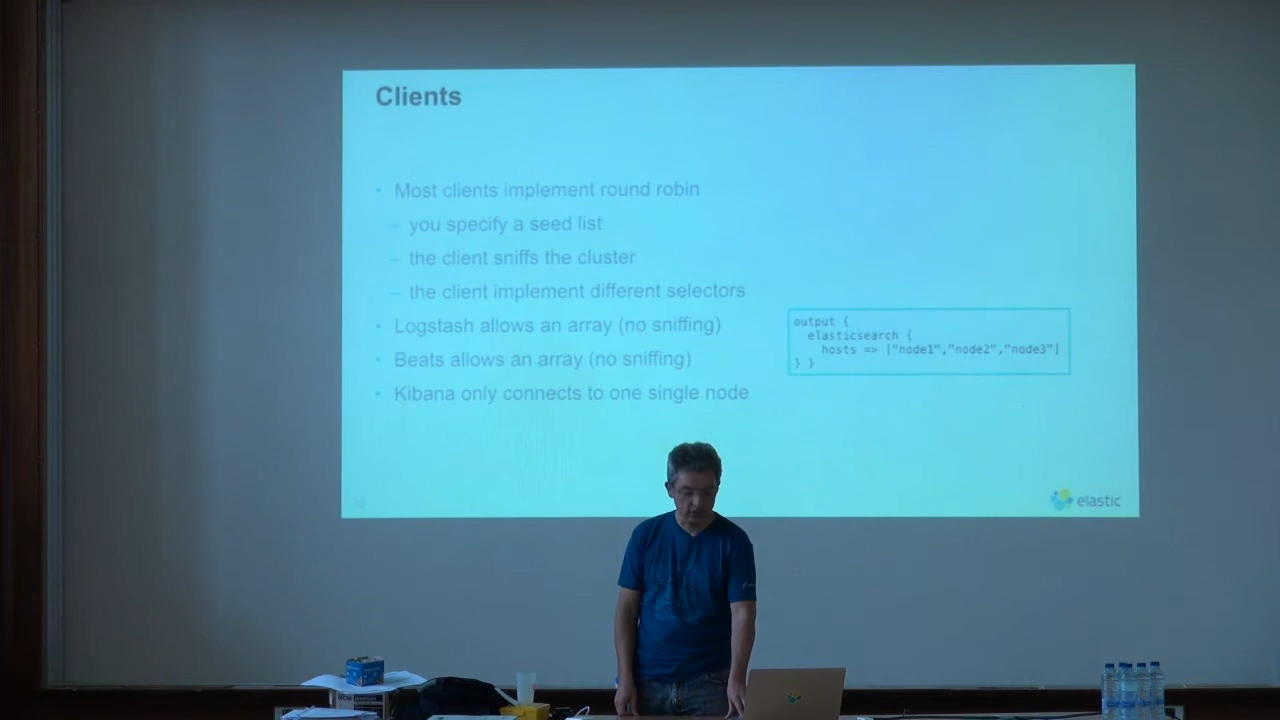 Clients
• Most clients implement round robin
– you specify a seed list
– the client sniffs the cluster
– the client implement different selectors
• Logstash allows an array (no sniffing)
• Beats allows an array (no sniffing)
• Kibana only connects to one single node
output {
elasticsearch {
hosts => ["node1","node2","node3"]
} }
elastic